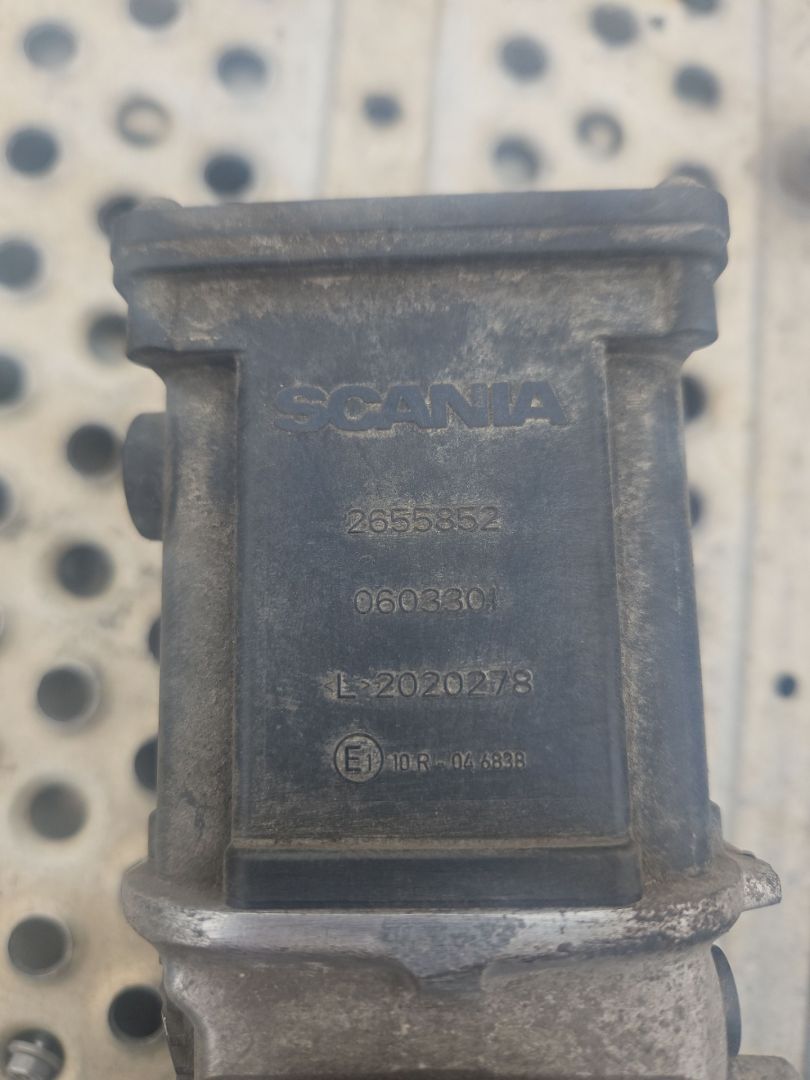 SCANIA
2655852
0603301
<L>2020278
E1 10 R - 04 6838